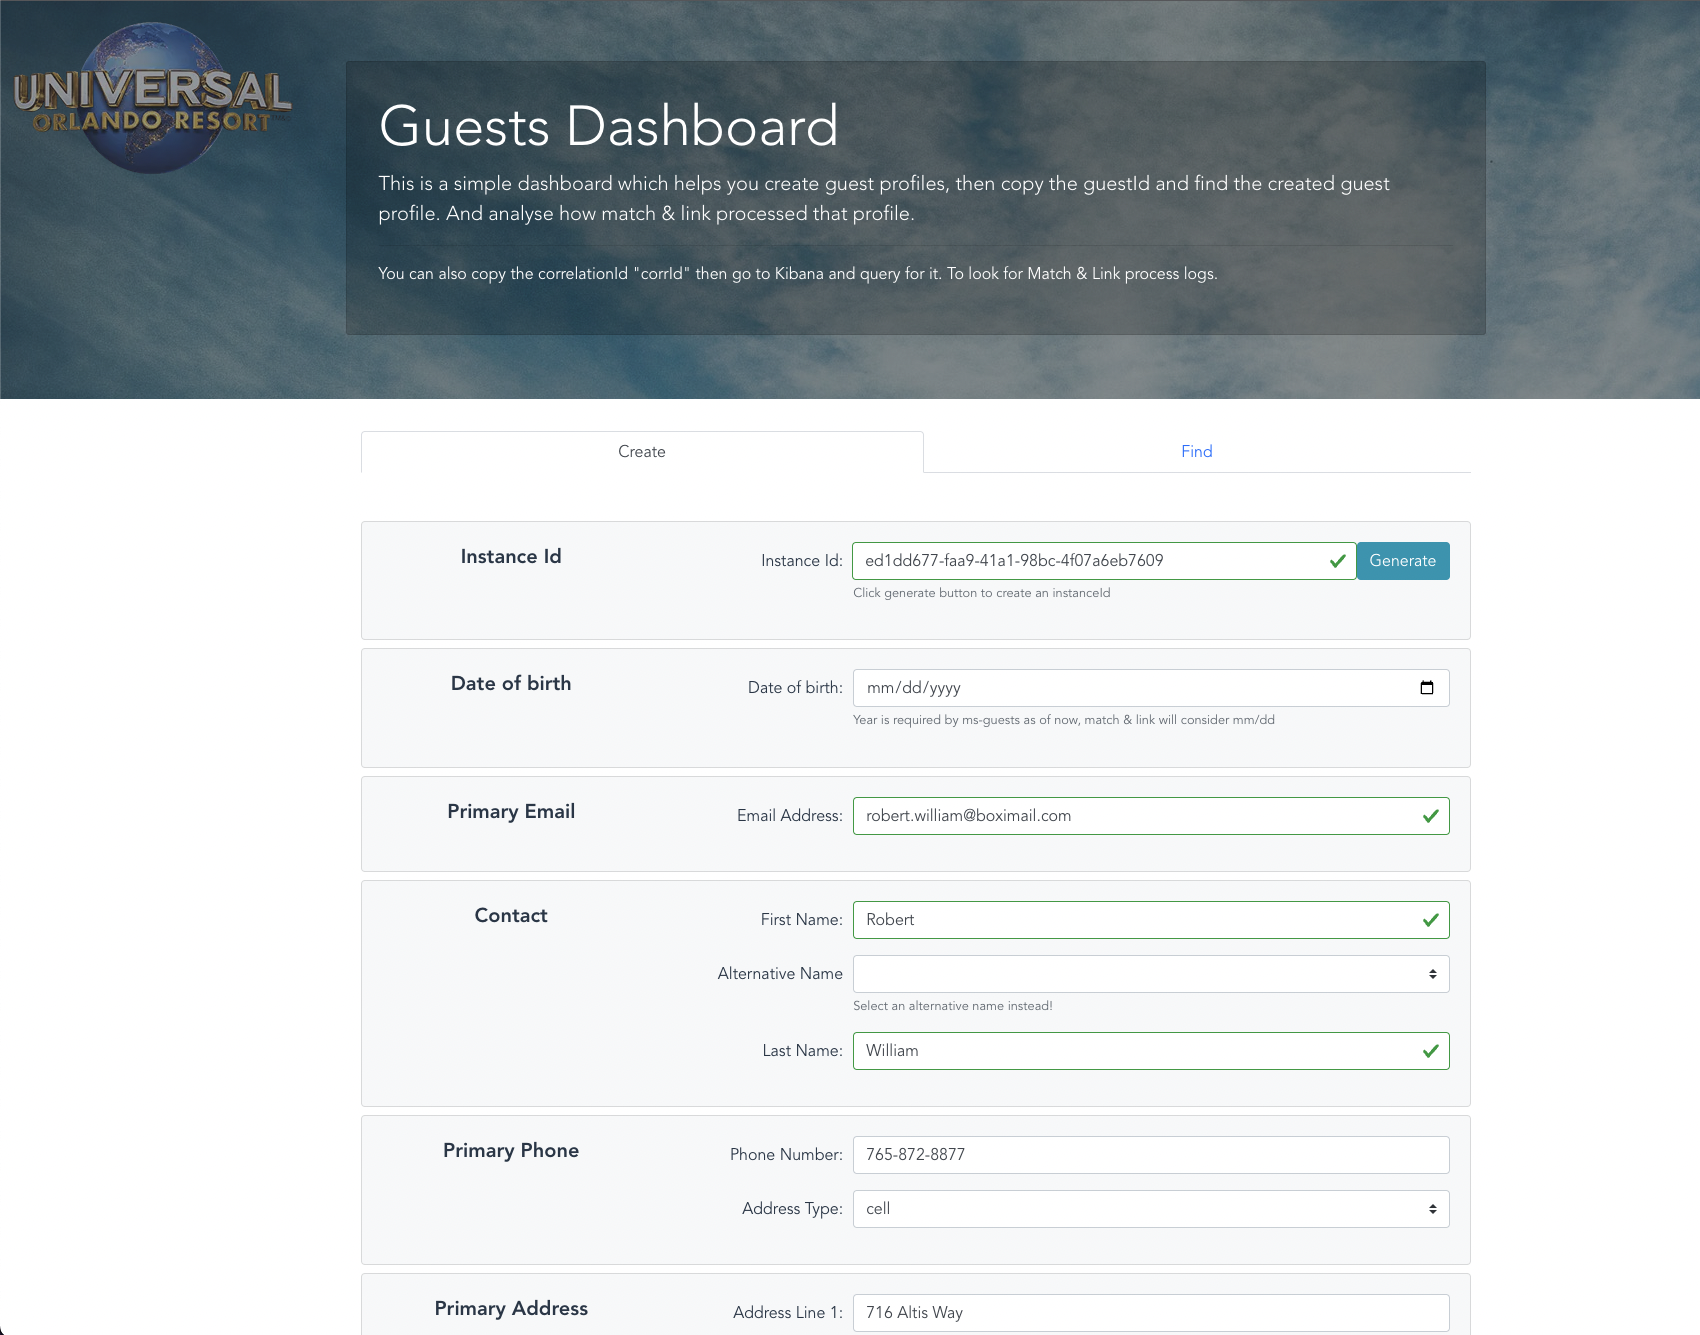 UNIVERSAL
ORLANDO RESORT
Guests Dashboard
This is a simple dashboard which helps you create guest profiles, then copy the guestId and find the created guest
profile. And analyse how match & link processed that profile.
You can also copy the correlationId "corrId" then go to Kibana and query for it. To look for Match & Link process logs.
Create
Find
Instance Id
Instance Id:
ed1dd677-faa9-41a1-98bc-4f07a6eb7609
Generate
Click generate button to create an instanceId
Date of birth
Date of birth:
mm/dd/yyyy
Year is required by ms-guests as of now, match & link will consider mm/dd
Primary Email
Email Address:
robert.william@boximail.com
Contact
First Name:
Robert
Alternative Name
Select an alternative name instead!
Last Name:
William
Primary Phone
Phone Number:
765-872-8877
Address Type:
cell
Primary Address
Address Line 1:
716 Altis Way